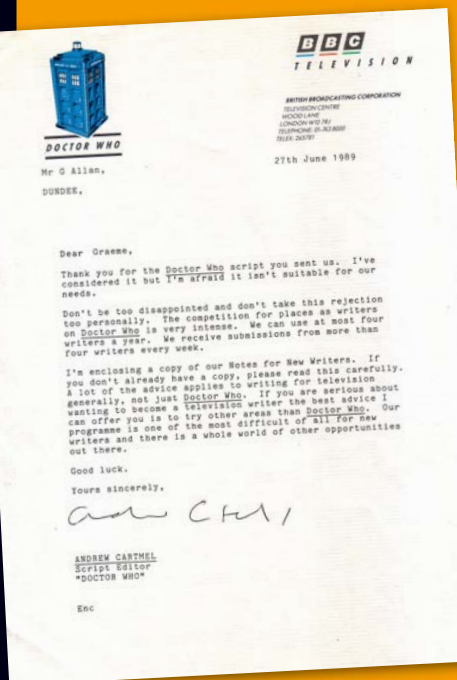 BBC
TELEVISION
BRITISH BROADCASTING CORPORATION
TELEVISION CENTRE
WOOD LANE
LONDON W12 7RJ
TELEPHONE: 01-743 8000
TELEX: 265781
DOCTOR WHO
27th June 1989
Mr G Allan,
DUNDEE,
Dear Graeme,
Thank you for the Doctor Who script you sent us. I've
considered it but I'm afraid it isn't suitable for our
needs.
Don't be too disappointed and don't take this rejection
too personally. The competition for places as writers
on Doctor Who is very intense. We can use at most four
writers a year. We receive submissions from more than
four writers every week.
I'm enclosing a copy of our Notes for New Writers. If
you don't already have a copy, please read this carefully.
A lot of the advice applies to writing for television
generally, not just Doctor Who. If you are serious about
wanting to become a television writer the best advice I
can offer you is to try other areas than Doctor Who. Our
programme is one of the most difficult of all for new
writers and there is a whole world of other opportunities
out there.
Good luck.
Yours sincerely,
ANDREW CARTMEL
Script Editor
"DOCTOR WHO"
Enc